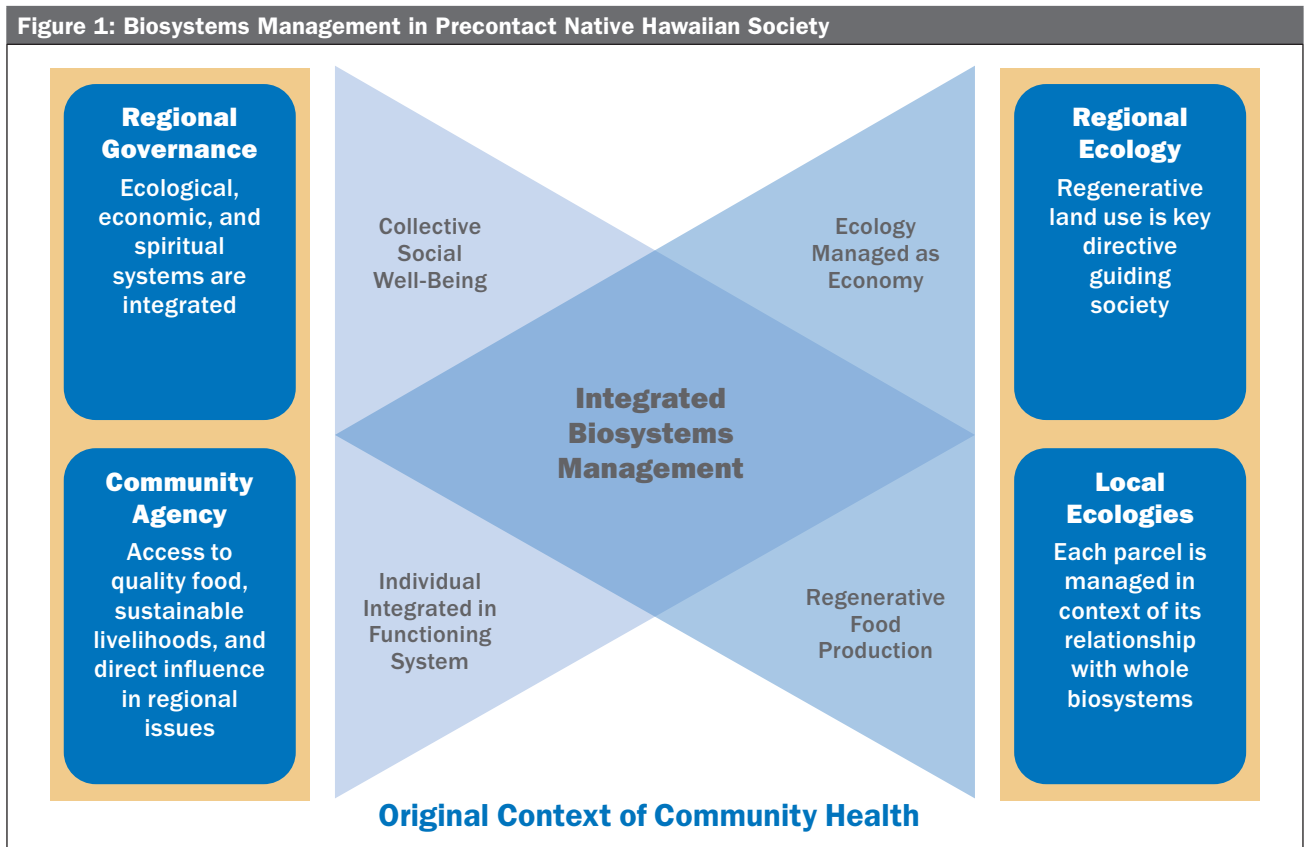 Figure 1: Biosystems Management in Precontact Native Hawaiian Society
Regional
Governance
Ecological,
economic, and
spiritual
systems are
integrated
Community
Agency
Access to
quality food,
sustainable
livelihoods, and
direct influence
in regional
issues
Collective
Social
Well-Being
Individual
Integrated in
Functioning
System
Integrated
Biosystems
Management
Ecology
Managed as
Economy
Regenerative
Food
Production
Regional
Ecology
Regenerative
land use is key
directive
guiding
society
Local
Ecologies
Each parcel is
managed in
context of its
relationship
with whole
biosystems
Original Context of Community Health